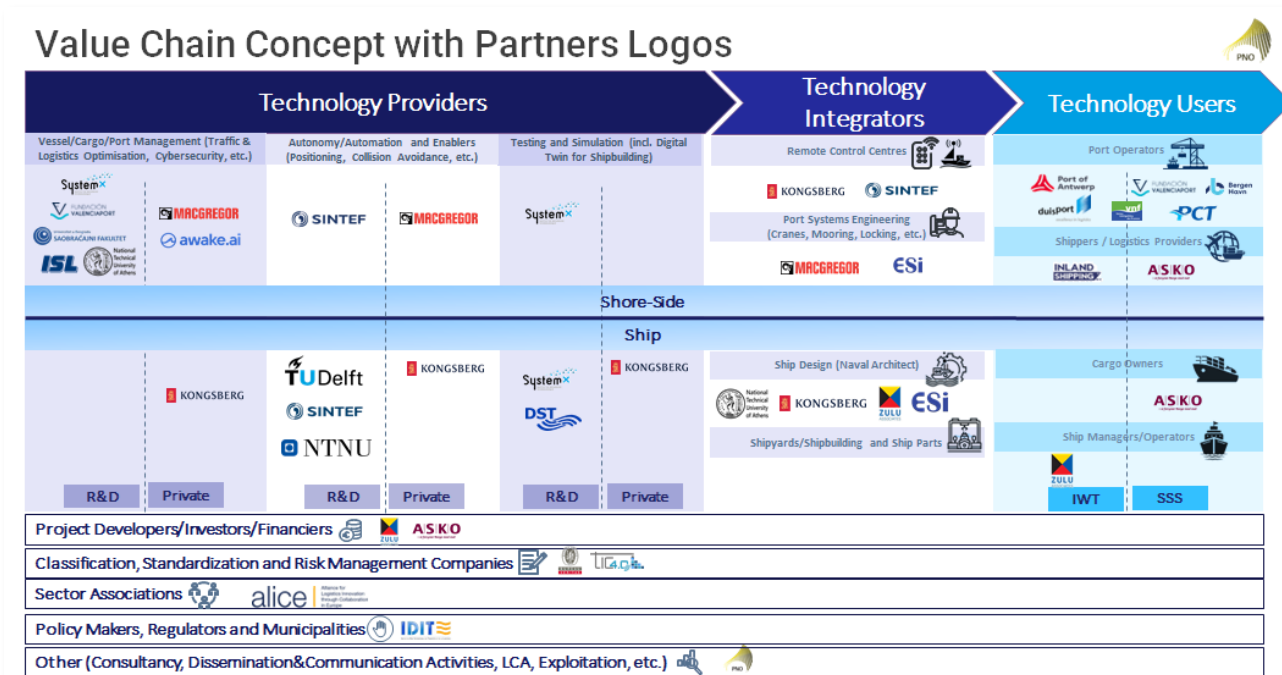 Value Chain Concept with Partners Logos
PNO
Technology Providers
Technology
Integrators
Technology Users
Vessel/Cargo/Port Management (Traffic &
Logistics Optimisation, Cybersecurity, etc.)
Autonomy/Automation and Enablers
(Positioning, Collision Avoidance, etc.)
Testing and Simulation (incl. Digital
Twin for Shipbuilding)
Remote Control Centres
Port Operators
SystemX
FUNDACIÓN
VALENCIAPORT
SAOBRAĆAJNI FAKULTET
ISL
National
Technical
University
of Athens
MACGREGOR
awake.ai
SINTEF
MACGREGOR
SystemX
KONGSBERG
SINTEF
Port Systems Engineering
(Cranes, Mooring, Locking, etc.)
MACGREGOR
ESi
Port of
Antwerp
FUNDACIÓN
VALENCIAPORT
Bergen
Havn
duisport
vnf
PCT
Shippers / Logistics Providers
INLAND
SHIPPING
ASKO
Shore-Side
Ship
KONGSBERG
TUDelft
SINTEF
NTNU
KONGSBERG
SystemX
DST
KONGSBERG
Ship Design (Naval Architect)
National
Technical
University
of Athens
KONGSBERG
ZULU
ESi
Shipyards/Shipbuilding and Ship Parts
Cargo Owners
ASKO
Ship Managers/Operators
ZULU
R&D
Private
R&D
Private
R&D
Private
IWT
SSS
Project Developers/Investors/Financiers
ZULU
ASKO
Classification, Standardization and Risk Management Companies
Sector Associations
alice
Alliance for
Logistics Innovation
through Collaboration
in Europe
Policy Makers, Regulators and Municipalities
IDIT
Other (Consultancy, Dissemination&Communication Activities, LCA, Exploitation, etc.)
PNO